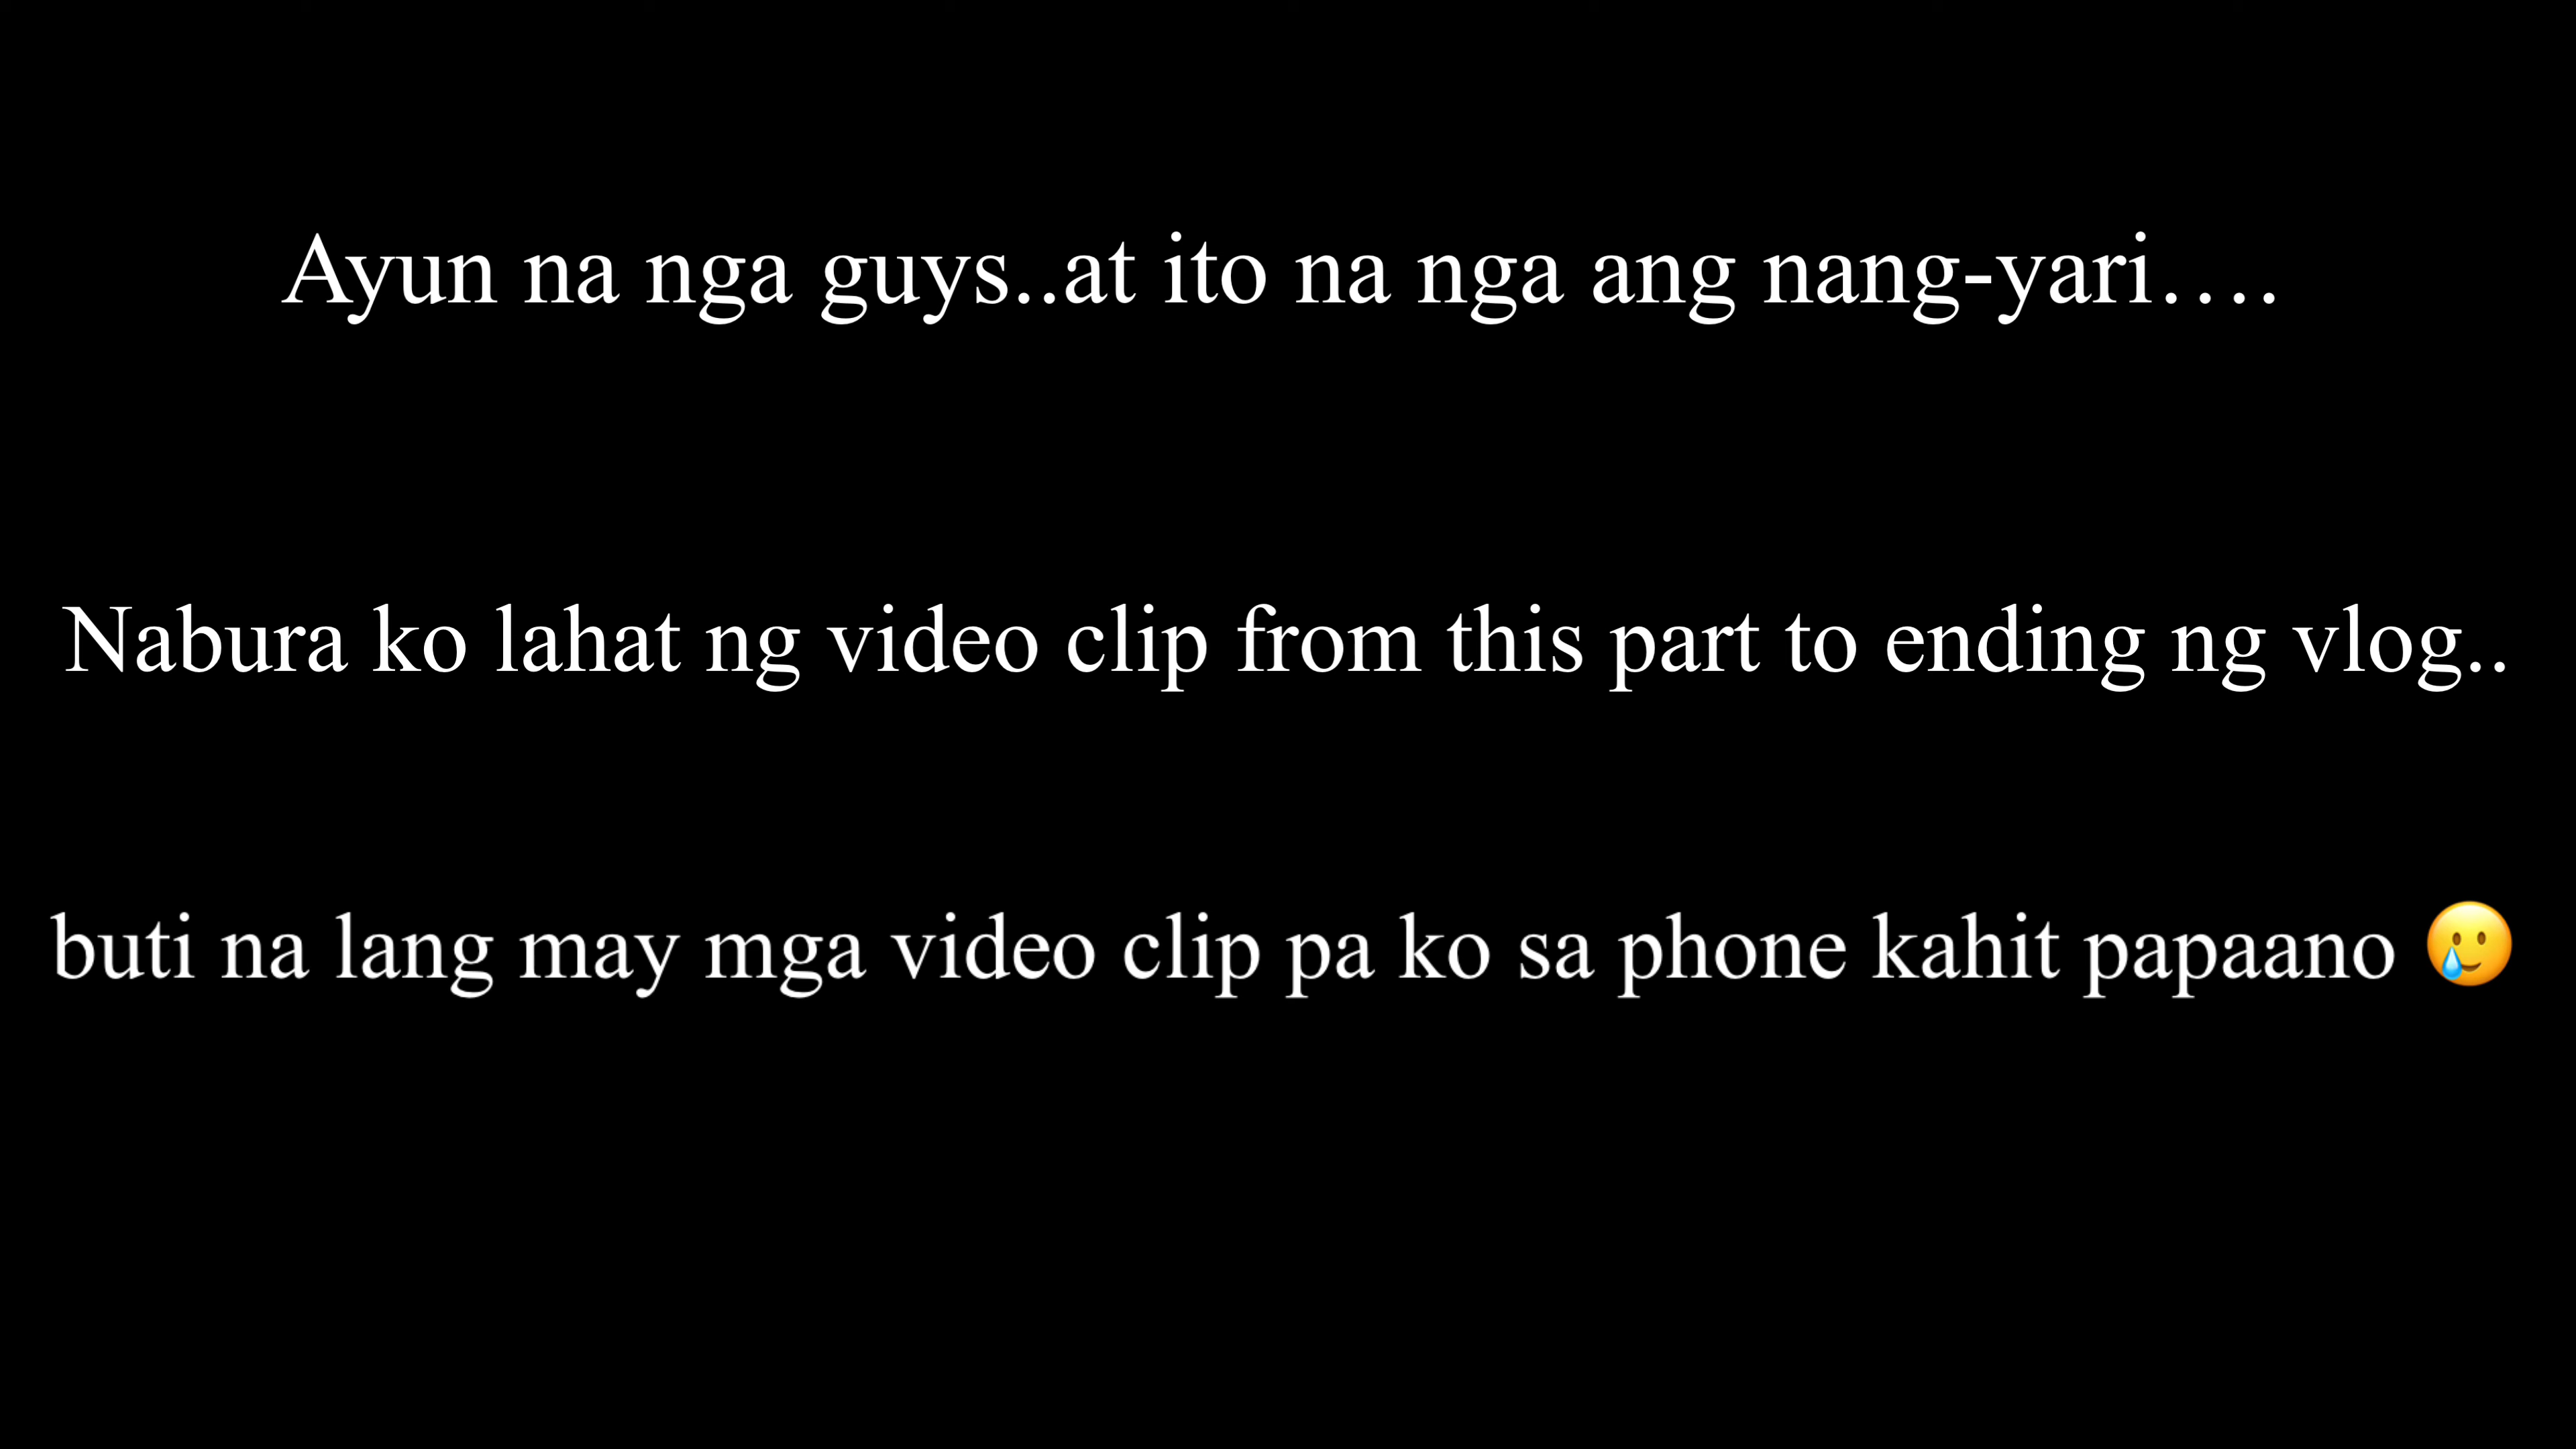 Ayun na nga guys..at ito na nga ang nang-yari….
Nabura ko lahat ng video clip from this part to ending ng vlog..
buti na lang may mga video clip pa ko sa phone kahit papaano 🥲